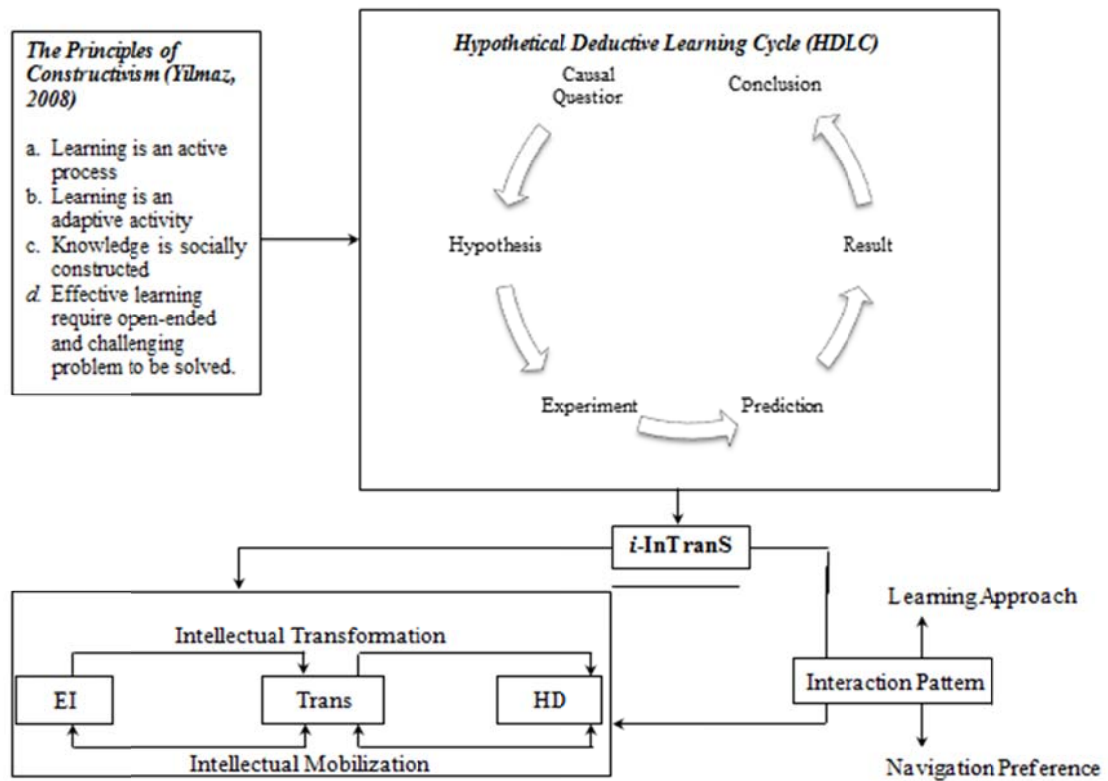 The Principles of
Constructivism (Yilmaz,
2008)
a. Learning is an active
process
b. Learning is an
adaptive activity
c. Knowledge is socially
constructed
d. Effective learning
require open-ended
and challenging
problem to be solved.
Hypothetical Deductive Learning Cycle (HDLC)
Causal
Question
Conclusion
Hypothesis
Result
Experiment
Prediction
i-InTranS
Intellectual Transformation
EI
Trans
HD
Intellectual Mobilization
Learning Approach
Interaction Pattern
Navigation Preference